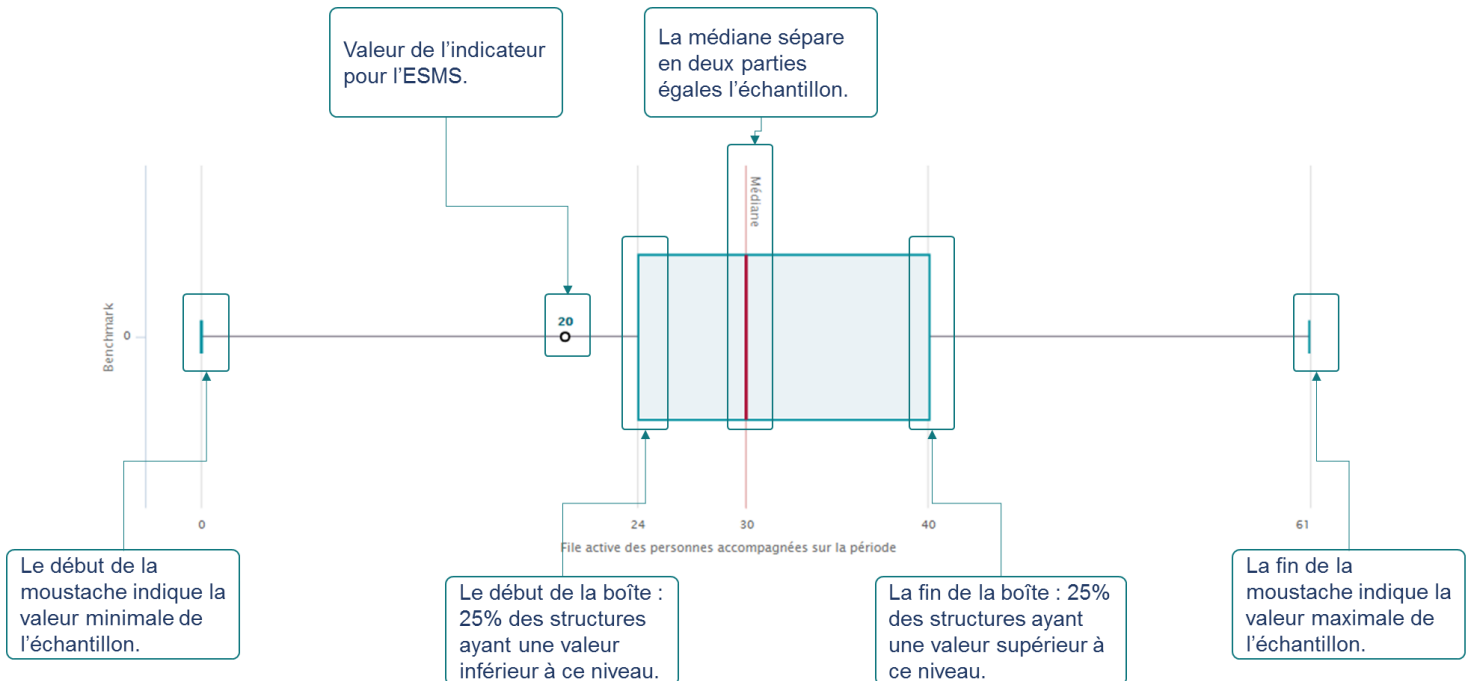 Valeur de l’indicateur
pour l’ESMS.
La médiane sépare
en deux parties
égales l’échantillon.
Médiane
Benchmark
0
20
0
24
30
40
61
File active des personnes accompagnées sur la période
Le début de la
moustache indique la
valeur minimale de
l’échantillon.
Le début de la boîte :
25% des structures
ayant une valeur
inférieur à ce niveau.
La fin de la boîte : 25%
des structures ayant
une valeur supérieur à
ce niveau.
La fin de la
moustache indique la
valeur maximale de
l’échantillon.